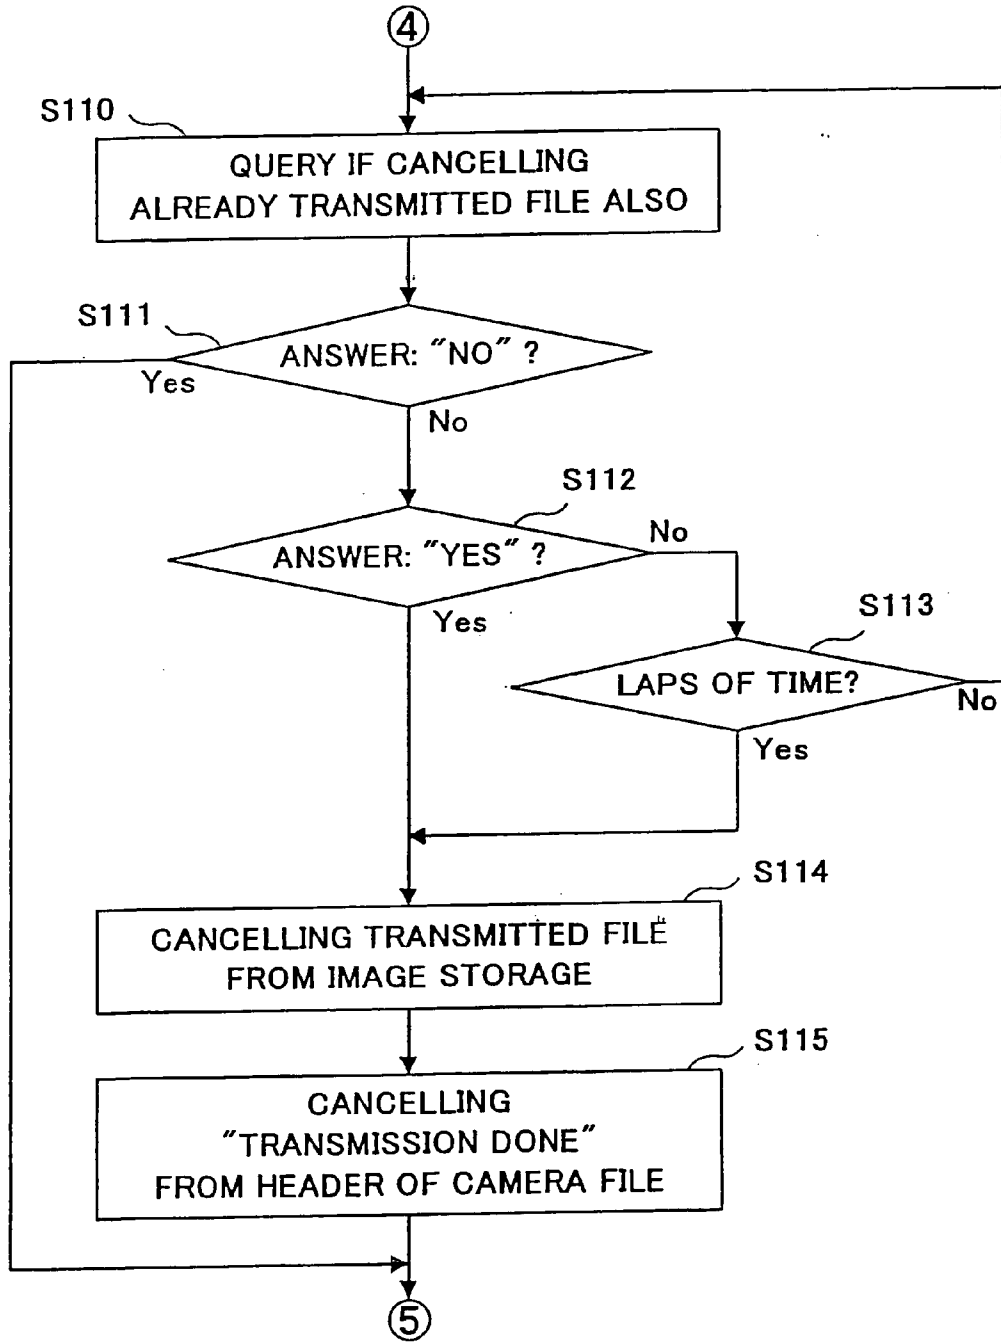 ④
S110
QUERY IF CANCELLING
ALREADY TRANSMITTED FILE ALSO
S111
ANSWER: "NO" ?
Yes
No
S112
ANSWER: "YES" ?
No
Yes
S113
LAPS OF TIME?
No
Yes
S114
CANCELLING TRANSMITTED FILE
FROM IMAGE STORAGE
S115
CANCELLING
"TRANSMISSION DONE"
FROM HEADER OF CAMERA FILE
⑤